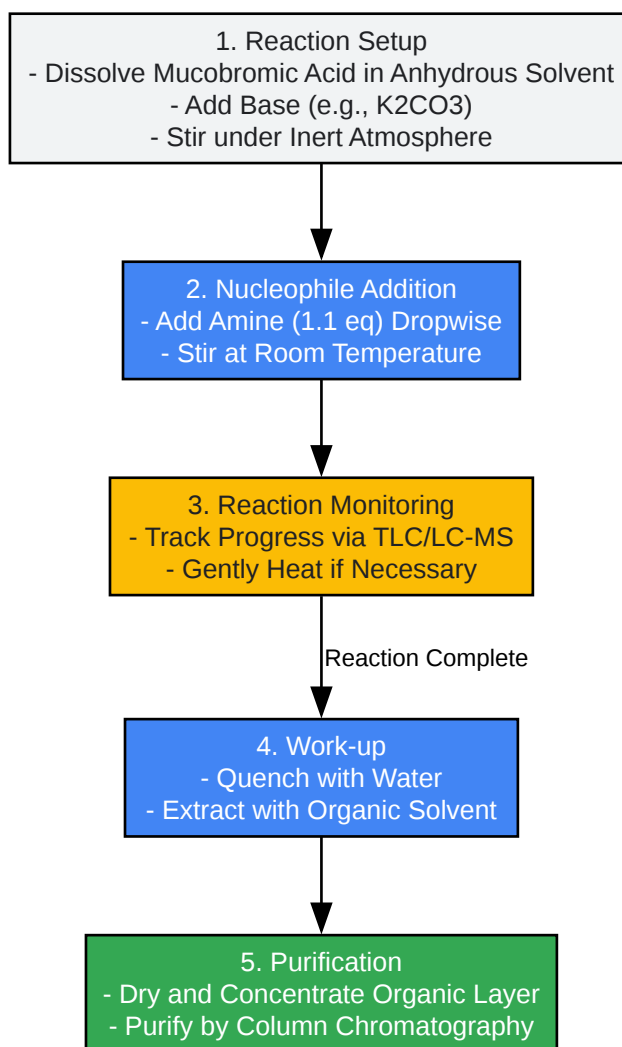 1. Reaction Setup
- Dissolve Mucobromic Acid in Anhydrous Solvent
- Add Base (e.g., K2CO3)
- Stir under Inert Atmosphere
2. Nucleophile Addition
- Add Amine (1.1 eq) Dropwise
- Stir at Room Temperature
3. Reaction Monitoring
- Track Progress via TLC/LC-MS
- Gently Heat if Necessary
Reaction Complete
4. Work-up
- Quench with Water
- Extract with Organic Solvent
5. Purification
- Dry and Concentrate Organic Layer
- Purify by Column Chromatography